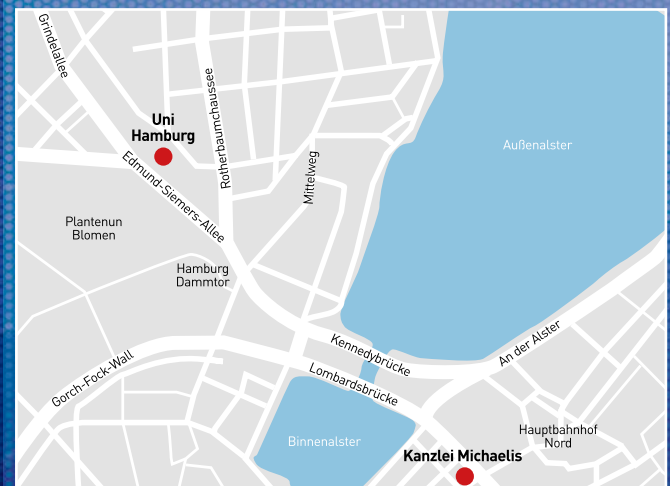 Grindelallee
Uni
Hamburg
Rotherbaumchaussee
Außenalster
Edmund-Siemers-Allee
Mittelweg
Plantenun
Blomen
Hamburg
Dammtor
Kennedybrücke
An der Alster
Gorch-Fock-Wall
Lombardsbrücke
Binnenalster
Hauptbahnhof
Nord
Kanzlei Michaelis